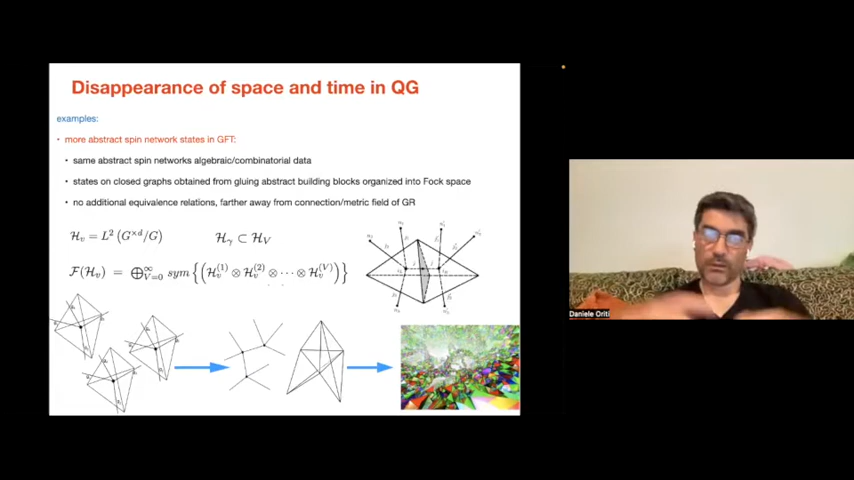 Disappearance of space and time in QG
examples:
• more abstract spin network states in GFT:
• same abstract spin networks algebraic/combinatorial data
• states on closed graphs obtained from gluing abstract building blocks organized into Fock space
• no additional equivalence relations, farther away from connection/metric field of GR
ℋ_v = L² (G^{×d}/G)
ℋ_γ ⊂ ℋ_V
ℱ(ℋ_v) = ⊕_{V=0}^{∞} sym {(ℋ_v^{(1)} ⊗ ℋ_v^{(2)} ⊗ ⋯ ⊗ ℋ_v^{(V)})}
Daniele Oriti